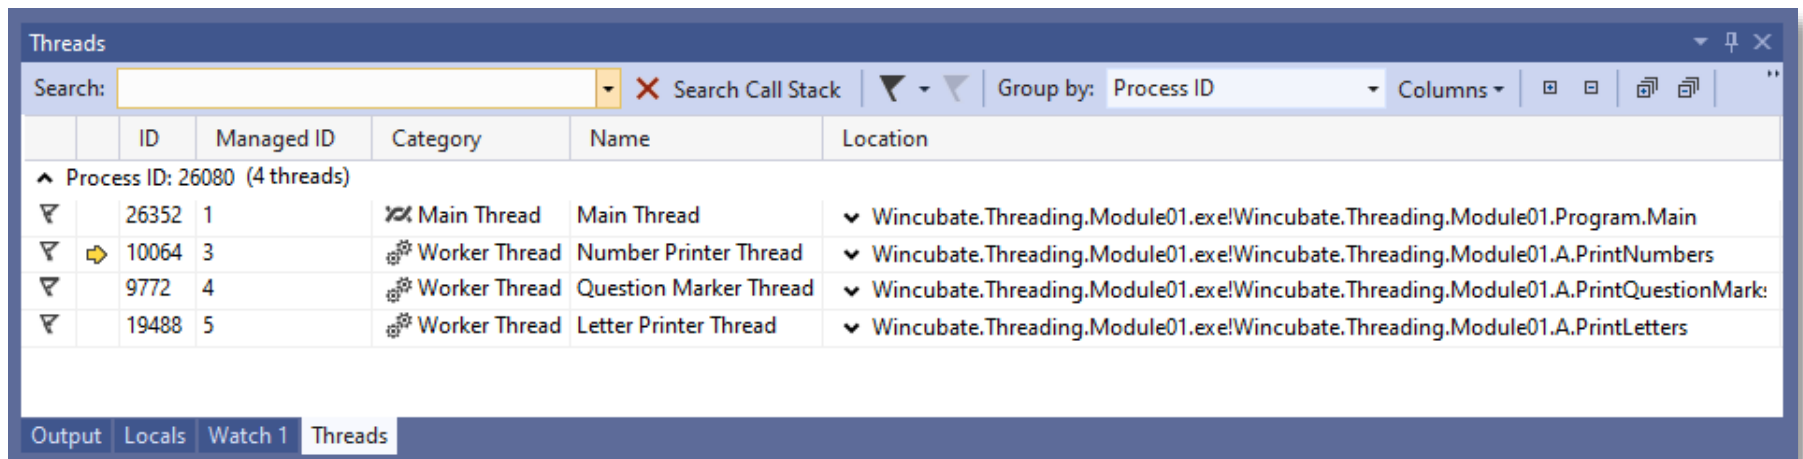 Threads
Search: Search Call Stack Group by: Process ID Columns
ID Managed ID Category Name Location
Process ID: 26080 (4 threads)
26352 1 Main Thread Main Thread Wincubate.Threading.Module01.exe!Wincubate.Threading.Module01.Program.Main
10064 3 Worker Thread Number Printer Thread Wincubate.Threading.Module01.exe!Wincubate.Threading.Module01.A.PrintNumbers
9772 4 Worker Thread Question Marker Thread Wincubate.Threading.Module01.exe!Wincubate.Threading.Module01.A.PrintQuestionMarks
19488 5 Worker Thread Letter Printer Thread Wincubate.Threading.Module01.exe!Wincubate.Threading.Module01.A.PrintLetters
Output Locals Watch 1 Threads